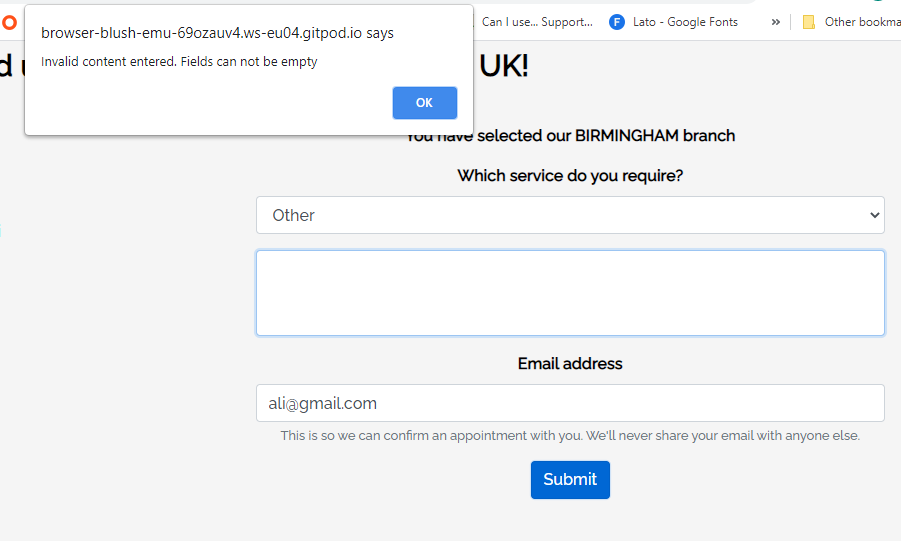 browser-blush-emu-69ozauv4.ws-eu04.gitpod.io says
Invalid content entered. Fields can not be empty
OK
Can I use... Support...
F Lato - Google Fonts
»
Other bookma
UK!
You have selected our BIRMINGHAM branch
Which service do you require?
Other
Email address
ali@gmail.com
This is so we can confirm an appointment with you. We'll never share your email with anyone else.
Submit